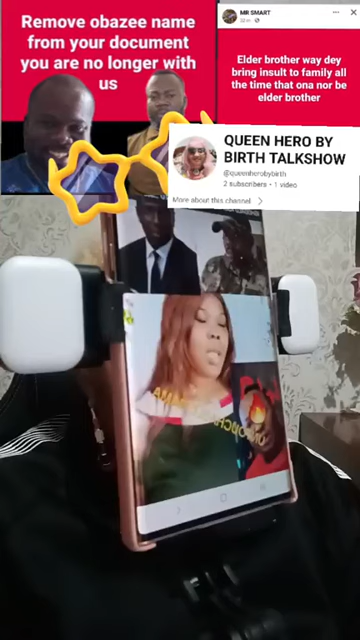 Remove obazee name
from your document
you are no longer with
us
MR SMART
Elder brother way dey
bring insult to family all
the time that ona nor be
elder brother
QUEEN HERO BY
BIRTH TALKSHOW
@queenherobybirth
2 subscribers • 1 video
More about this channel